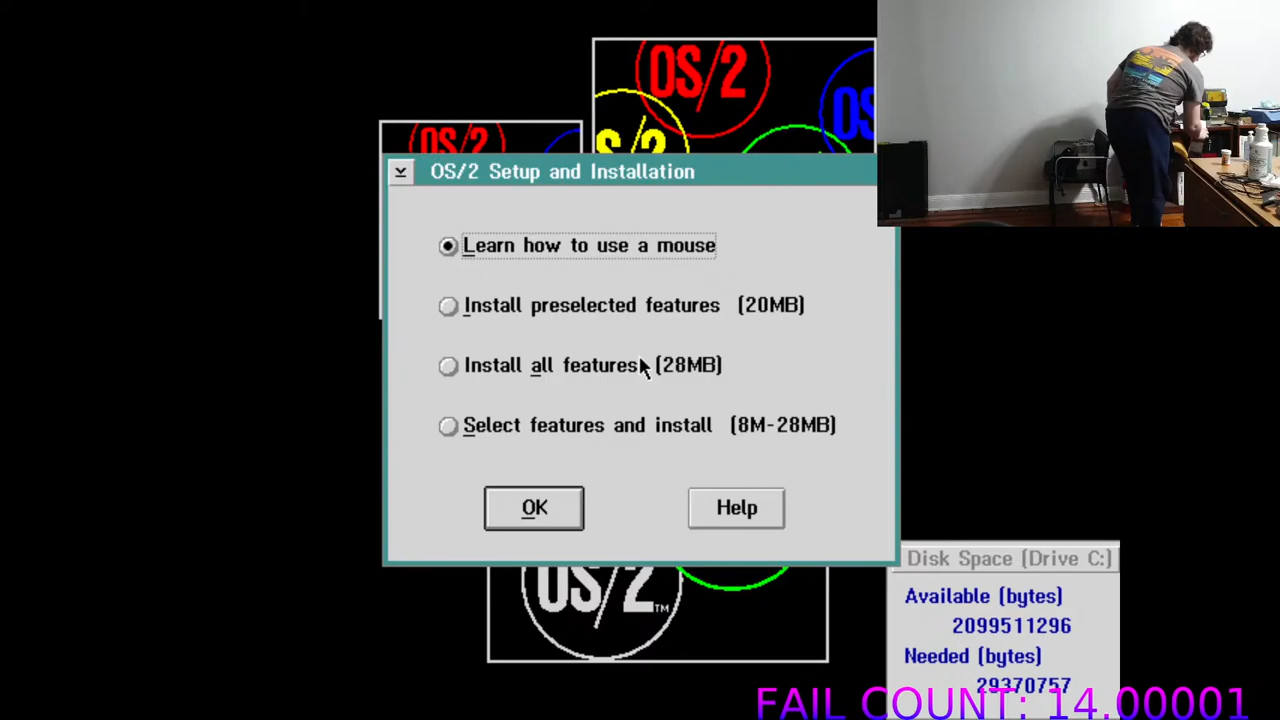 OS/2
OS/2
OS
OS/2
OS/2 Setup and Installation
Learn how to use a mouse
Install preselected features (20MB)
Install all features (28MB)
Select features and install (8M-28MB)
OK
Help
OS/2™
Disk Space (Drive C:)
Available (bytes)
2099511296
Needed (bytes)
29370757
FAIL COUNT: 14.00001